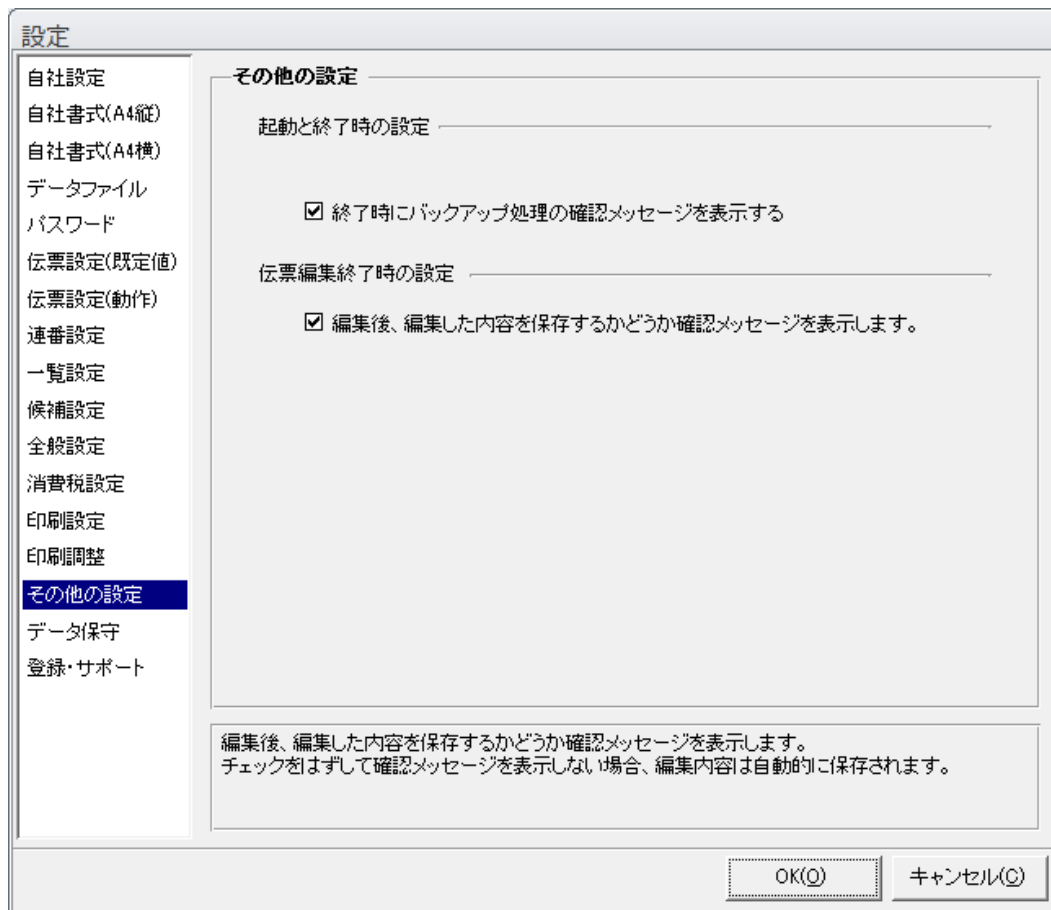 設定
自社設定
自社書式(A4縦)
自社書式(A4横)
データファイル
パスワード
伝票設定(既定値)
伝票設定(動作)
連番設定
一覧設定
候補設定
全般設定
消費税設定
印刷設定
印刷調整
その他の設定
データ保守
登録・サポート
その他の設定
起動と終了時の設定
終了時にバックアップ処理の確認メッセージを表示する
伝票編集終了時の設定
編集後、編集した内容を保存するかどうか確認メッセージを表示します。
編集後、編集した内容を保存するかどうか確認メッセージを表示します。
チェックをはずして確認メッセージを表示しない場合、編集内容は自動的に保存されます。
OK(O)
キャンセル(C)